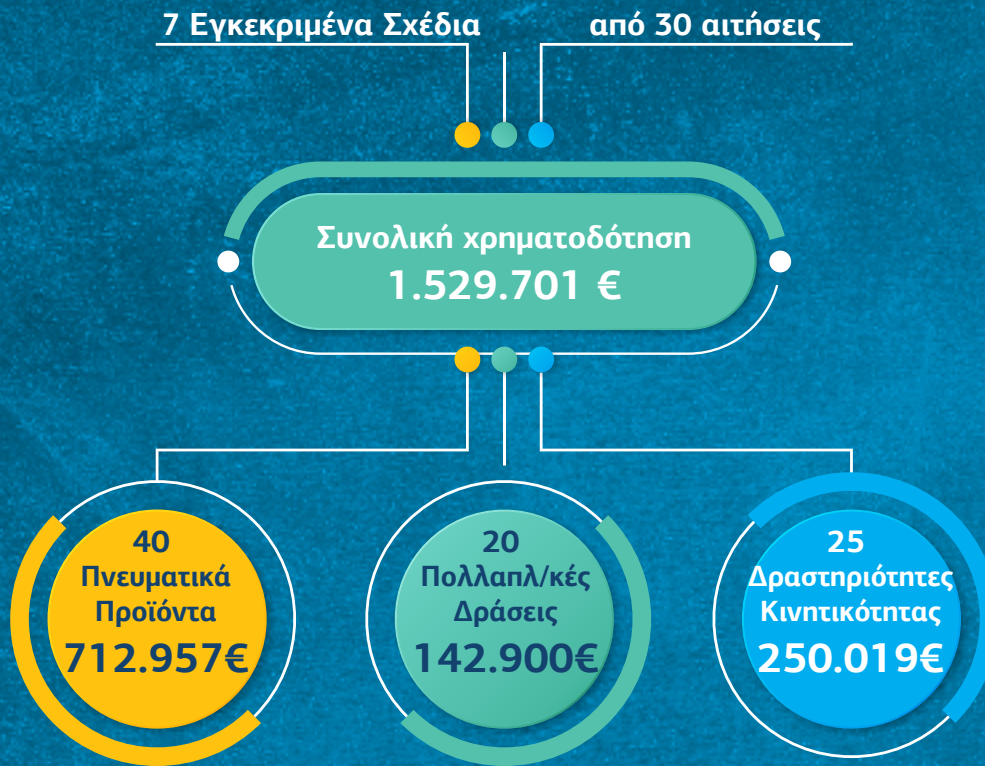 7 Εγκεκριμένα Σχέδια
από 30 αιτήσεις
Συνολική χρηματοδότηση
1.529.701 €
40
Πνευματικά
Προϊόντα
712.957€
20
Πολλαπλ/κές
Δράσεις
142.900€
25
Δραστηριότητες
Κινητικότητας
250.019€